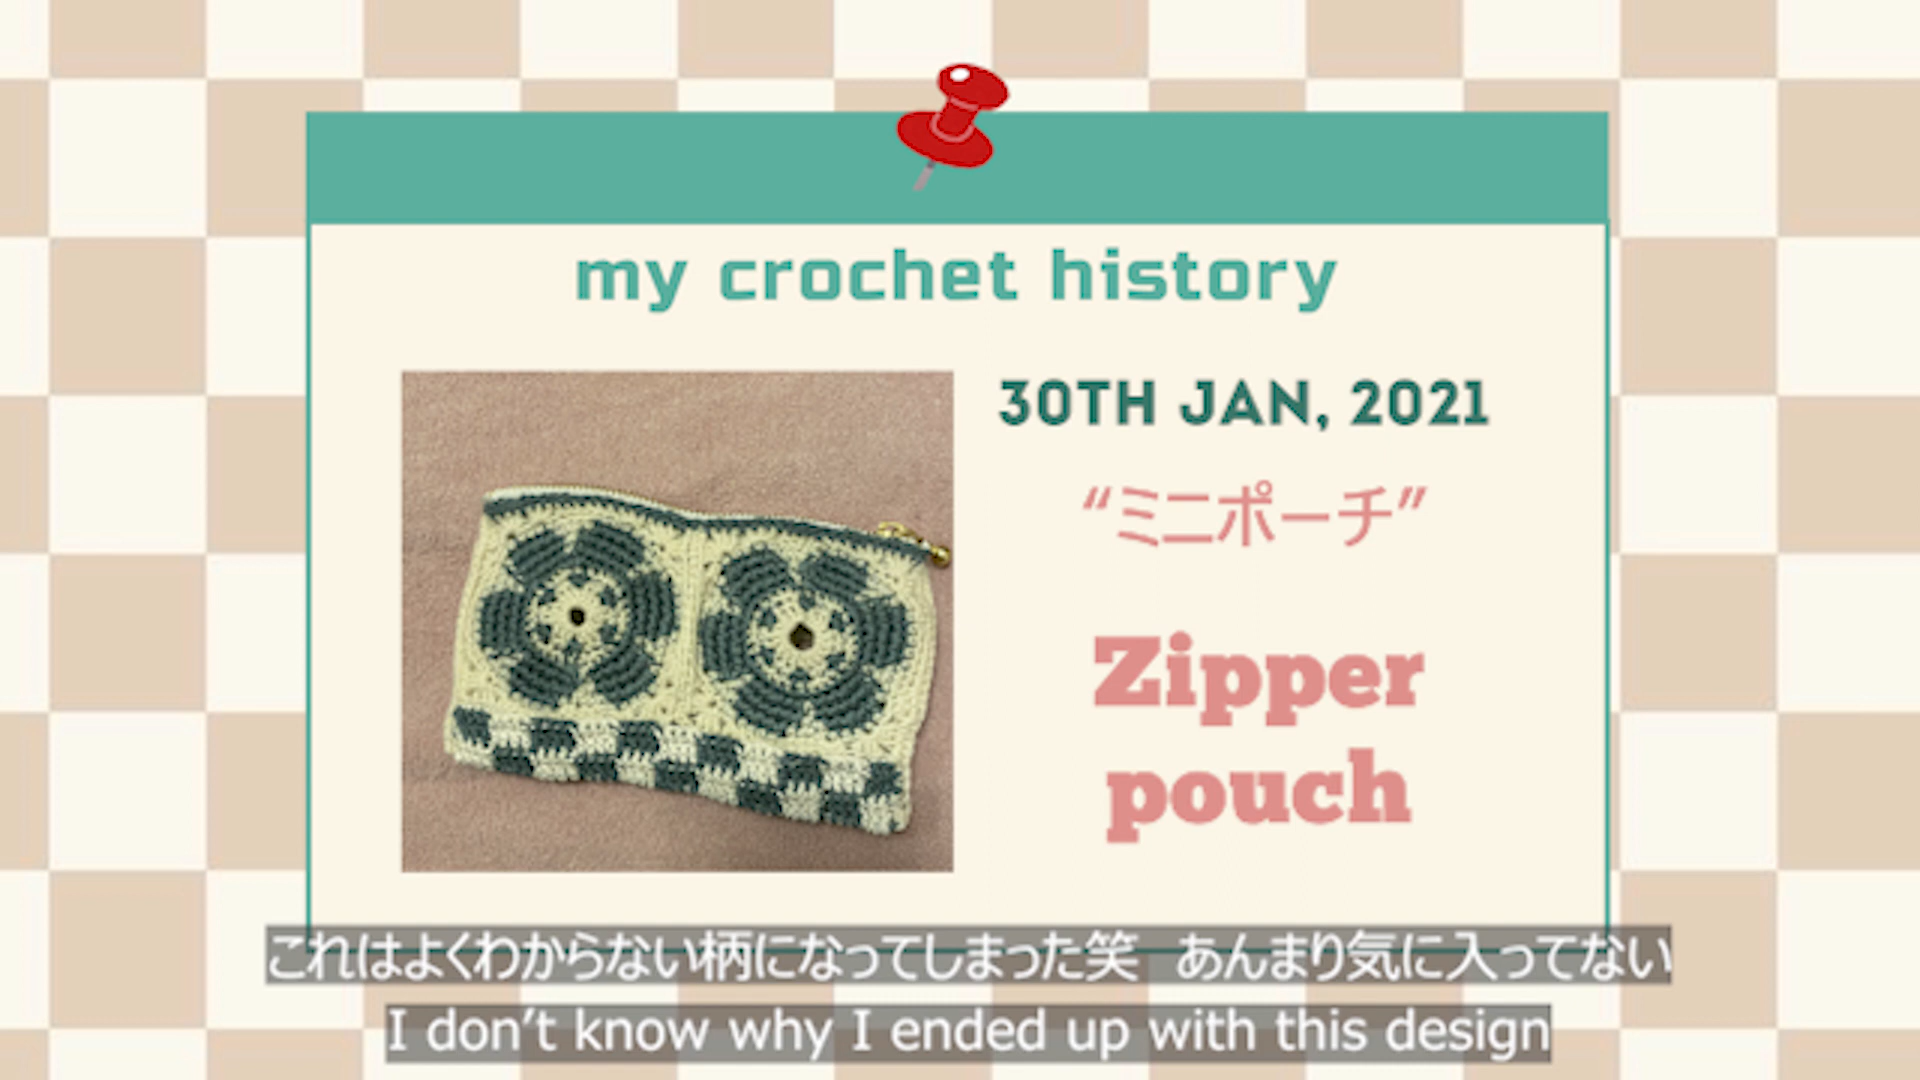 my crochet history
30TH JAN, 2021
“ミニポーチ”
Zipper
pouch
これはよくわからない柄になってしまった笑　あんまり気に入ってない
I don’t know why I ended up with this design